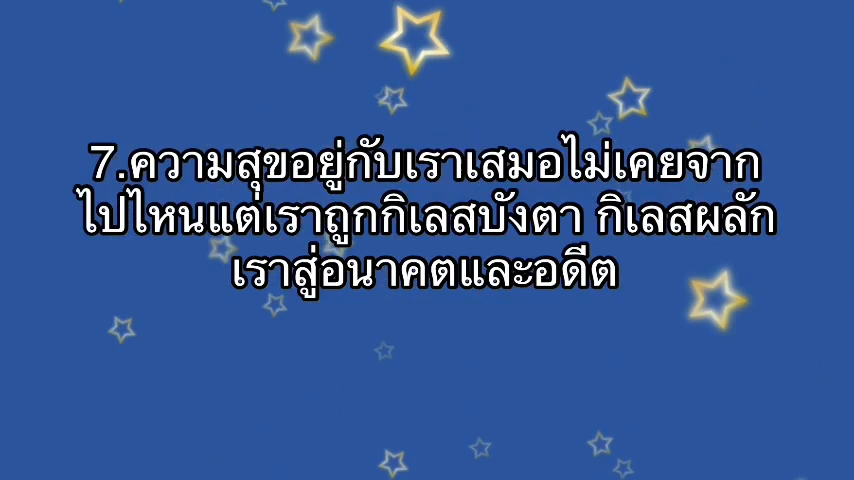 7.ความสุขอยู่กับเราเสมอไม่เคยจาก
ไปไหนแต่เราถูกกิเลสบังตา กิเลสผลัก
เราสู่อนาคตและอดีต